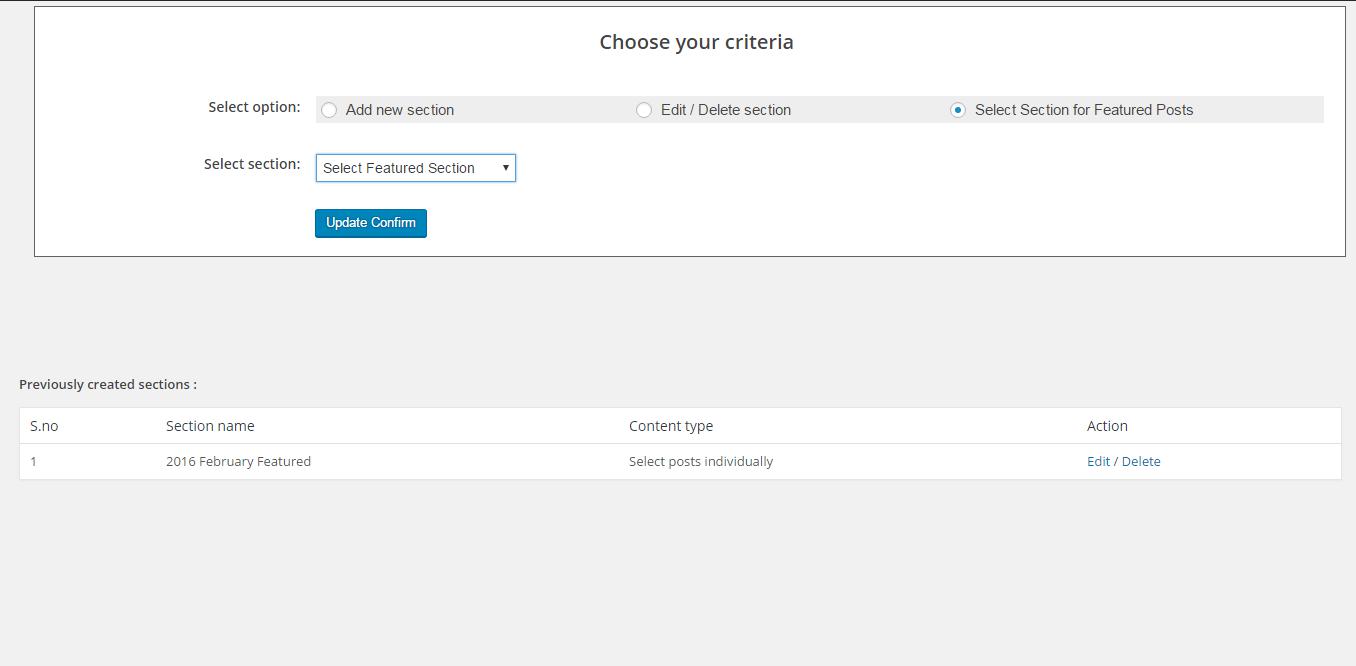 Choose your criteria
Select option: Add new section Edit / Delete section Select Section for Featured Posts
Select section: Select Featured Section
Update Confirm
Previously created sections :
S.no Section name Content type Action
1 2016 February Featured Select posts individually Edit / Delete